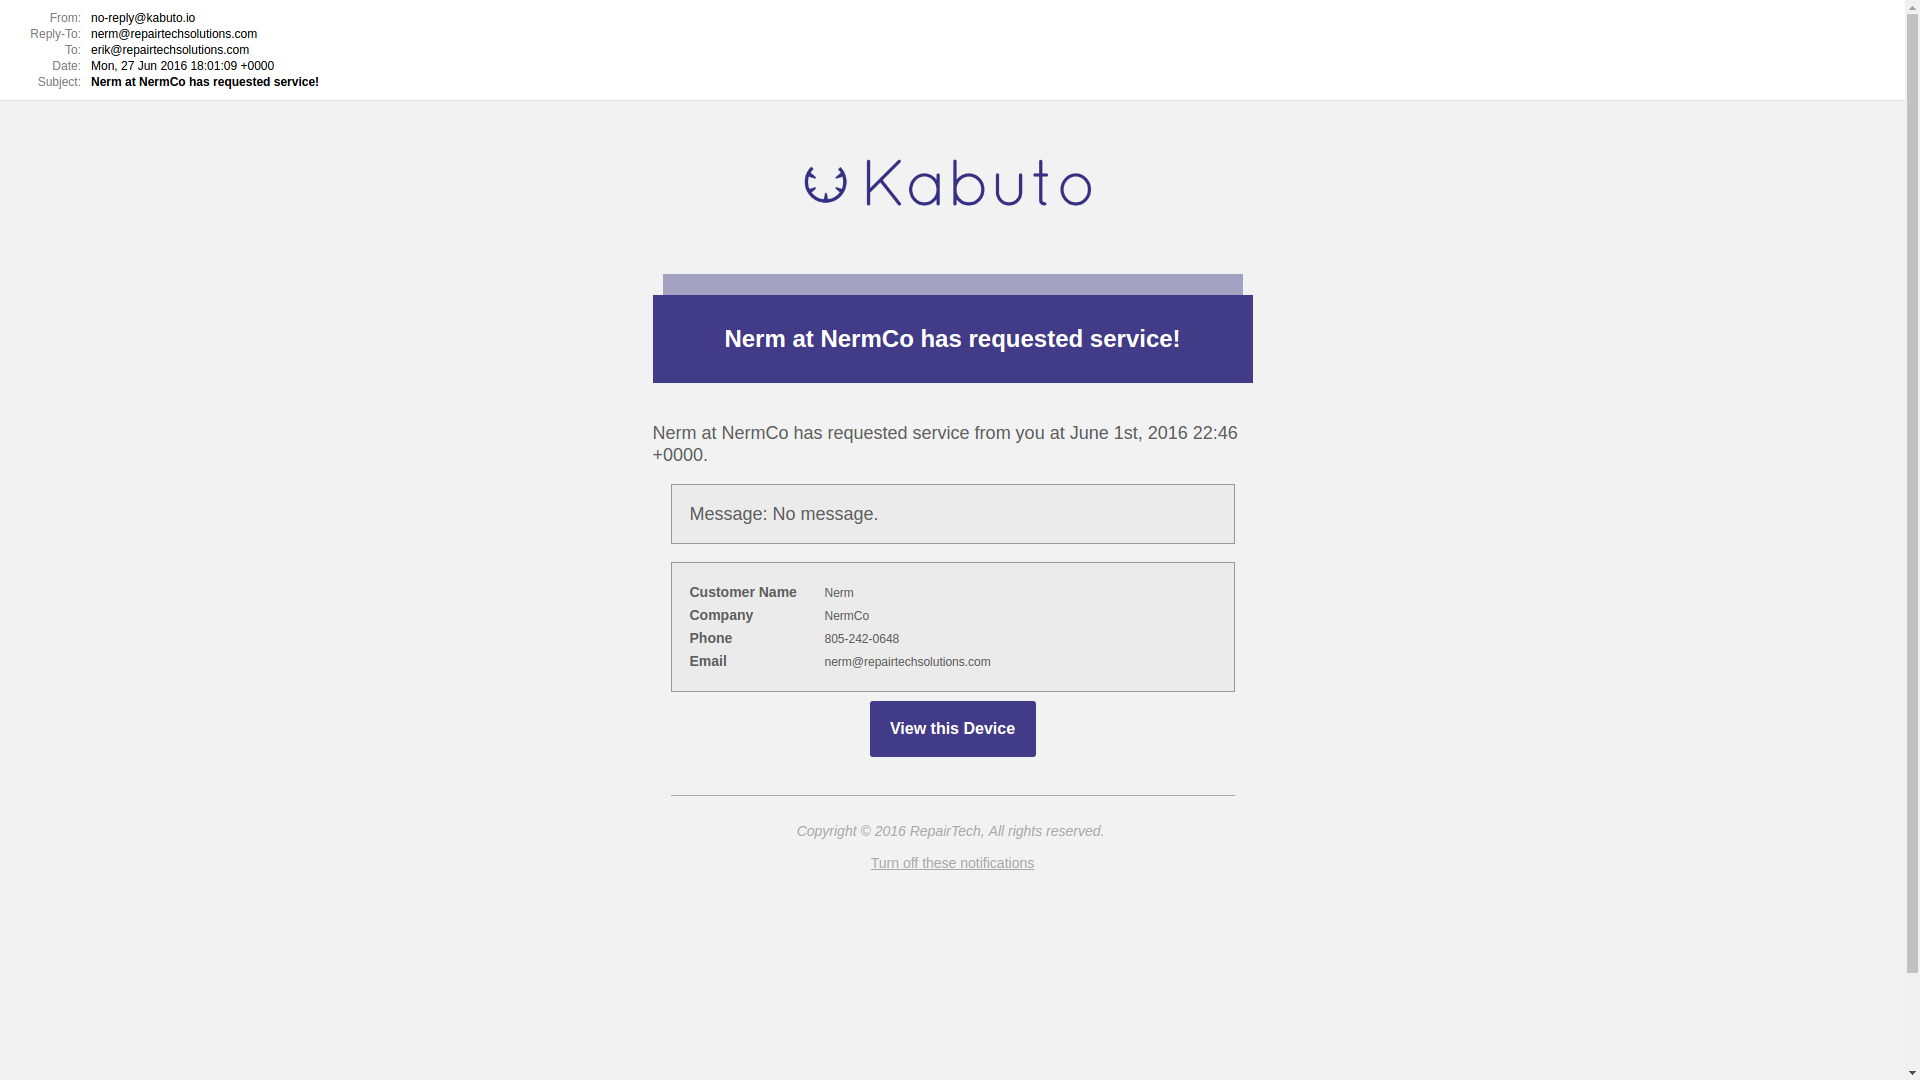 From: no-reply@kabuto.io
Reply-To: nerm@repairtechsolutions.com
To: erik@repairtechsolutions.com
Date: Mon, 27 Jun 2016 18:01:09 +0000
Subject: Nerm at NermCo has requested service!
Kabuto
Nerm at NermCo has requested service!
Nerm at NermCo has requested service from you at June 1st, 2016 22:46
+0000.
Message: No message.
Customer Name Nerm
Company NermCo
Phone 805-242-0648
Email nerm@repairtechsolutions.com
View this Device
Copyright © 2016 RepairTech, All rights reserved.
Turn off these notifications